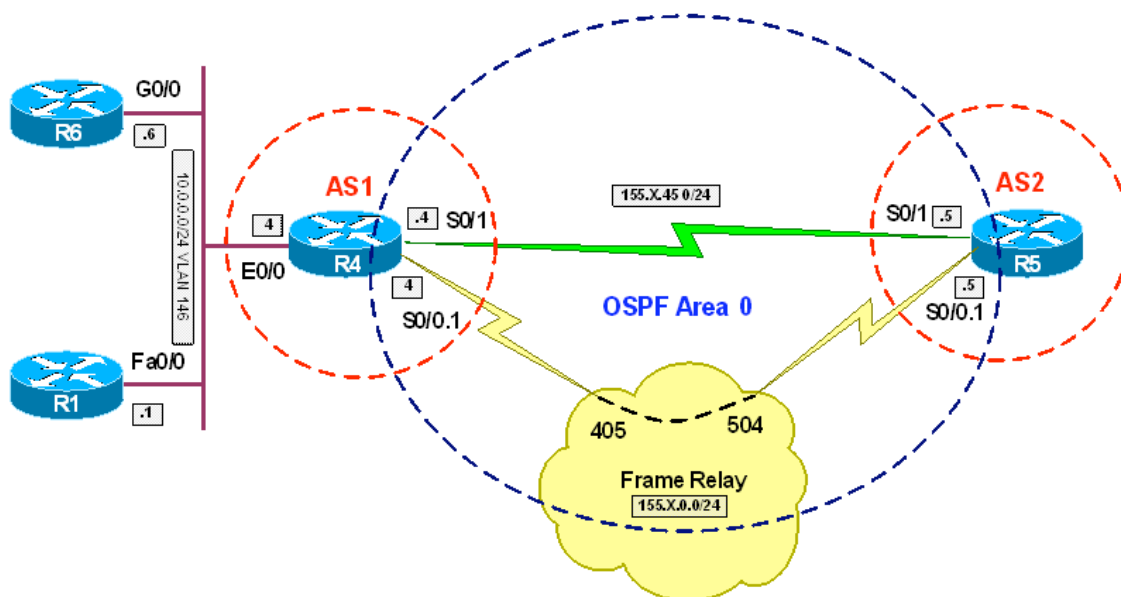 G0/0
R6
.6
10.0.0.0/24 VLAN 146
AS1
155.X.45.0/24
AS2
4
.4
S0/1
S0/1
.5
R4
R5
E0/0
4
.5
S0/0.1
OSPF Area 0
S0/0.1
Fa0/0
R1
.1
405
504
Frame Relay
155.X.0.0/24